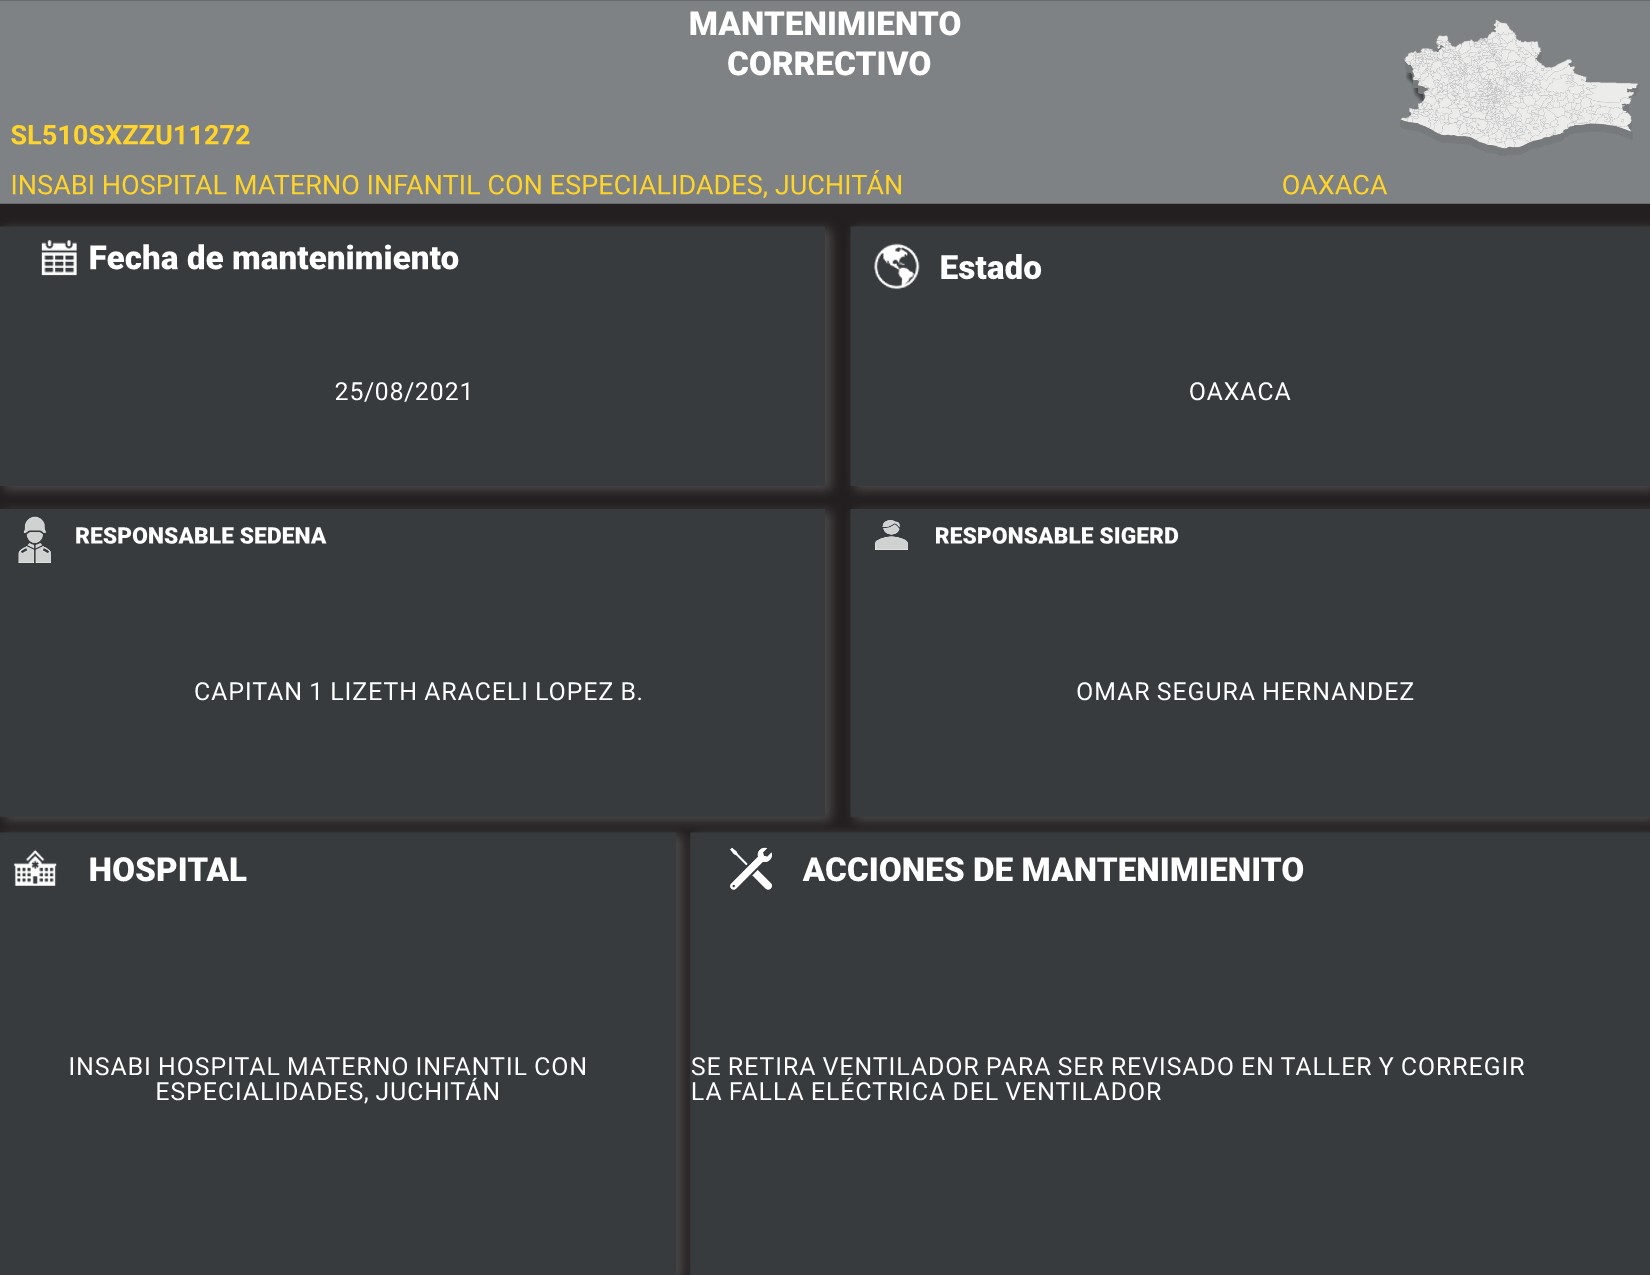 MANTENIMIENTO
CORRECTIVO
SL510SXZZU11272
INSABI HOSPITAL MATERNO INFANTIL CON ESPECIALIDADES, JUCHITÁN
OAXACA
Fecha de mantenimiento
25/08/2021
Estado
OAXACA
RESPONSABLE SEDENA
CAPITAN 1 LIZETH ARACELI LOPEZ B.
RESPONSABLE SIGERD
OMAR SEGURA HERNANDEZ
HOSPITAL
INSABI HOSPITAL MATERNO INFANTIL CON
ESPECIALIDADES, JUCHITÁN
ACCIONES DE MANTENIMIENITO
SE RETIRA VENTILADOR PARA SER REVISADO EN TALLER Y CORREGIR
LA FALLA ELÉCTRICA DEL VENTILADOR